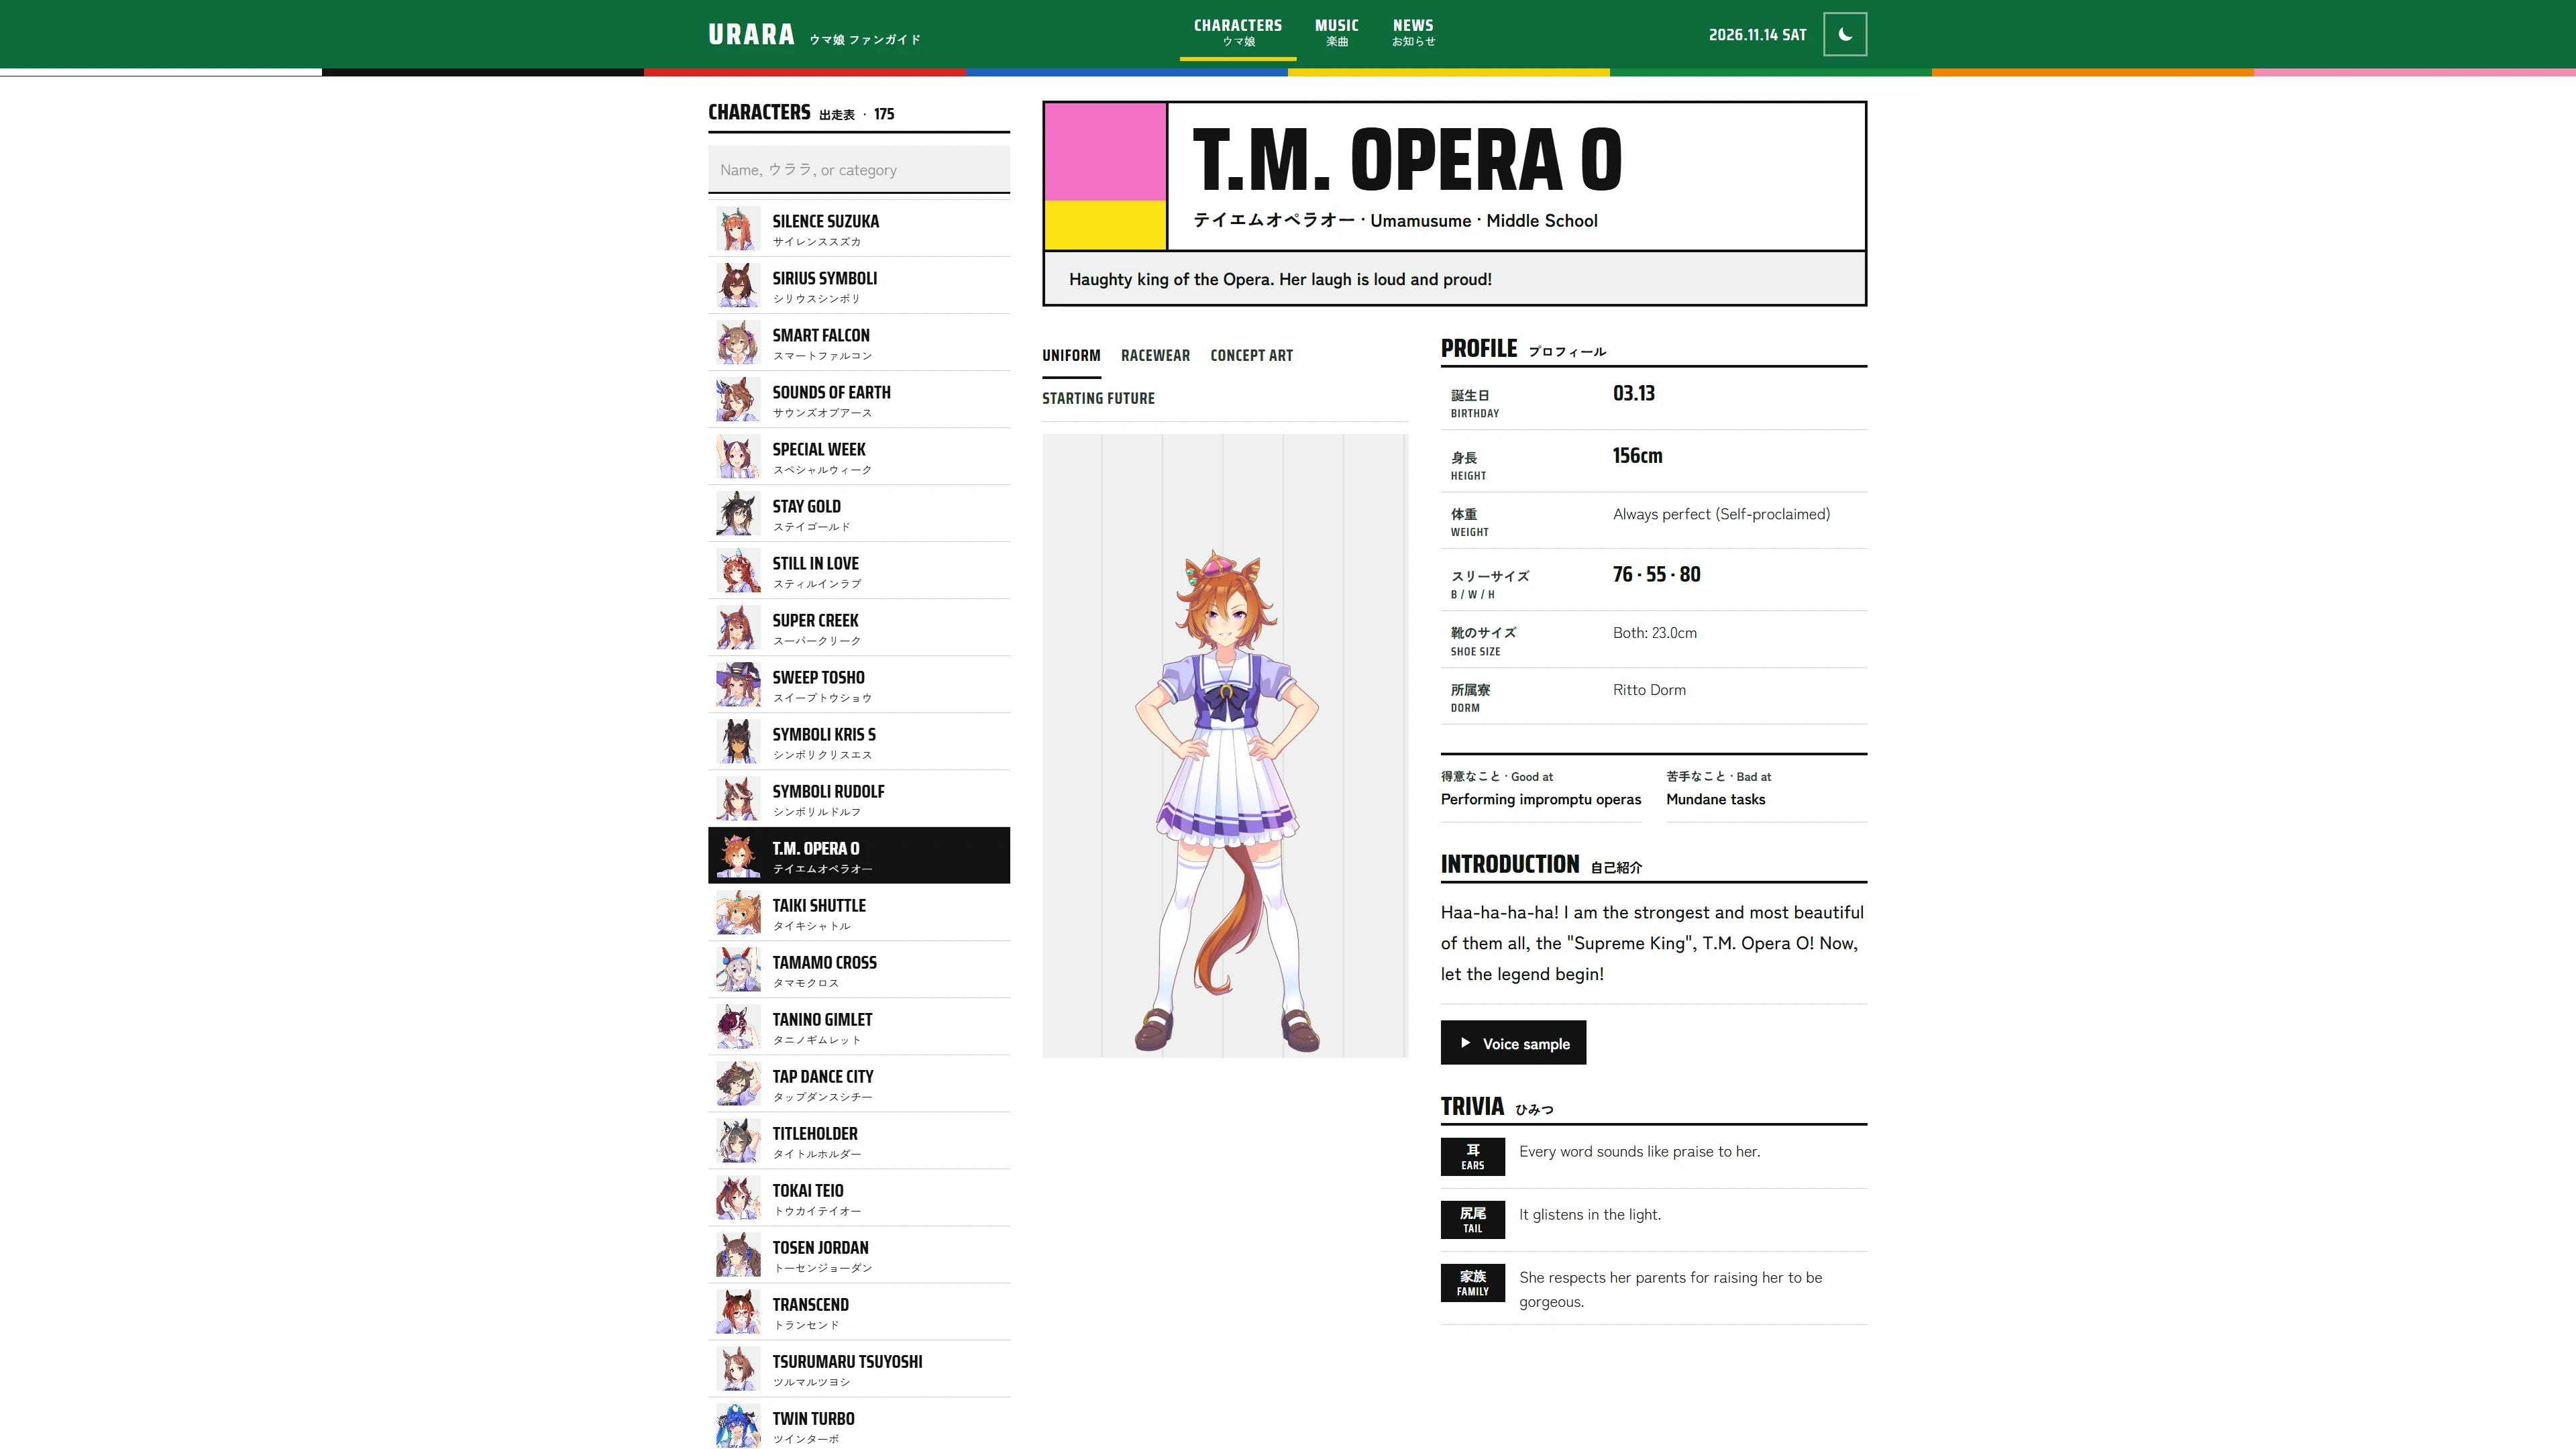 URARA ウマ娘 ファンガイド
CHARACTERS
ウマ娘
MUSIC
楽曲
NEWS
お知らせ
2026.11.14 SAT
CHARACTERS 出走表 · 175
Name, ウララ, or category
SILENCE SUZUKA
サイレンススズカ
SIRIUS SYMBOLI
シリウスシンボリ
SMART FALCON
スマートファルコン
SOUNDS OF EARTH
サウンズオブアース
SPECIAL WEEK
スペシャルウィーク
STAY GOLD
ステイゴールド
STILL IN LOVE
スティルインラブ
SUPER CREEK
スーパークリーク
SWEEP TOSHO
スイープトウショウ
SYMBOLI KRIS S
シンボリクリスエス
SYMBOLI RUDOLF
シンボリルドルフ
T.M. OPERA O
テイエムオペラオー
TAIKI SHUTTLE
タイキシャトル
TAMAMO CROSS
タマモクロス
TANINO GIMLET
タニノギムレット
TAP DANCE CITY
タップダンスシチー
TITLEHOLDER
タイトルホルダー
TOKAI TEIO
トウカイテイオー
TOSEN JORDAN
トーセンジョーダン
TRANSCEND
トランセンド
TSURUMARU TSUYOSHI
ツルマルツヨシ
TWIN TURBO
ツインターボ
T.M. OPERA O
テイエムオペラオー · Umamusume · Middle School
Haughty king of the Opera. Her laugh is loud and proud!
UNIFORM RACEWEAR CONCEPT ART
STARTING FUTURE
PROFILE プロフィール
誕生日
BIRTHDAY
03.13
身長
HEIGHT
156cm
体重
WEIGHT
Always perfect (Self-proclaimed)
スリーサイズ
B / W / H
76 · 55 · 80
靴のサイズ
SHOE SIZE
Both: 23.0cm
所属寮
DORM
Ritto Dorm
得意なこと · Good at
Performing impromptu operas
苦手なこと · Bad at
Mundane tasks
INTRODUCTION 自己紹介
Haa-ha-ha-ha! I am the strongest and most beautiful
of them all, the "Supreme King", T.M. Opera O! Now,
let the legend begin!
Voice sample
TRIVIA ひみつ
耳
EARS
Every word sounds like praise to her.
尻尾
TAIL
It glistens in the light.
家族
FAMILY
She respects her parents for raising her to be
gorgeous.